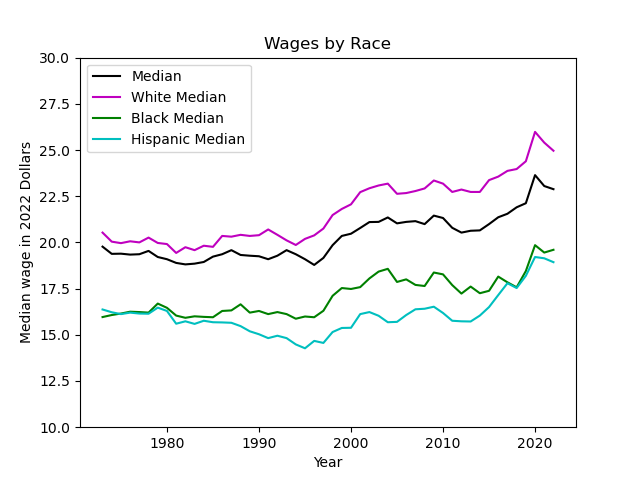 Wages by Race
30.0
27.5
25.0
22.5
20.0
17.5
15.0
12.5
10.0
Median wage in 2022 Dollars
Median
White Median
Black Median
Hispanic Median
1980
1990
2000
2010
2020
Year